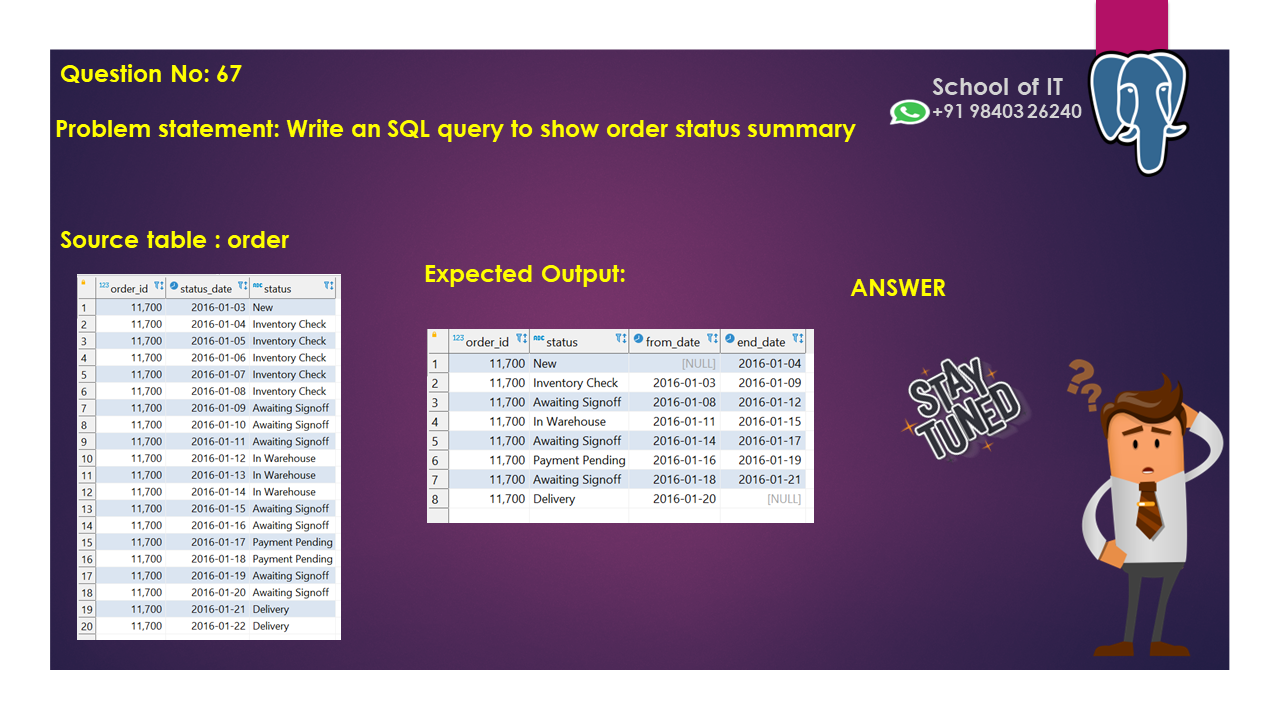 Question No: 67
School of IT
+91 98403 26240
Problem statement: Write an SQL query to show order status summary
Source table : order
Expected Output:
ANSWER
123 order_id status_date ABC status
1 11,700 2016-01-03 New
2 11,700 2016-01-04 Inventory Check
3 11,700 2016-01-05 Inventory Check
4 11,700 2016-01-06 Inventory Check
5 11,700 2016-01-07 Inventory Check
6 11,700 2016-01-08 Inventory Check
7 11,700 2016-01-09 Awaiting Signoff
8 11,700 2016-01-10 Awaiting Signoff
9 11,700 2016-01-11 Awaiting Signoff
10 11,700 2016-01-12 In Warehouse
11 11,700 2016-01-13 In Warehouse
12 11,700 2016-01-14 In Warehouse
13 11,700 2016-01-15 Awaiting Signoff
14 11,700 2016-01-16 Awaiting Signoff
15 11,700 2016-01-17 Payment Pending
16 11,700 2016-01-18 Payment Pending
17 11,700 2016-01-19 Awaiting Signoff
18 11,700 2016-01-20 Awaiting Signoff
19 11,700 2016-01-21 Delivery
20 11,700 2016-01-22 Delivery
123 order_id ABC status from_date end_date
1 11,700 New [NULL] 2016-01-04
2 11,700 Inventory Check 2016-01-03 2016-01-09
3 11,700 Awaiting Signoff 2016-01-08 2016-01-12
4 11,700 In Warehouse 2016-01-11 2016-01-15
5 11,700 Awaiting Signoff 2016-01-14 2016-01-17
6 11,700 Payment Pending 2016-01-16 2016-01-19
7 11,700 Awaiting Signoff 2016-01-18 2016-01-21
8 11,700 Delivery 2016-01-20 [NULL]
STAY
TUNED
??